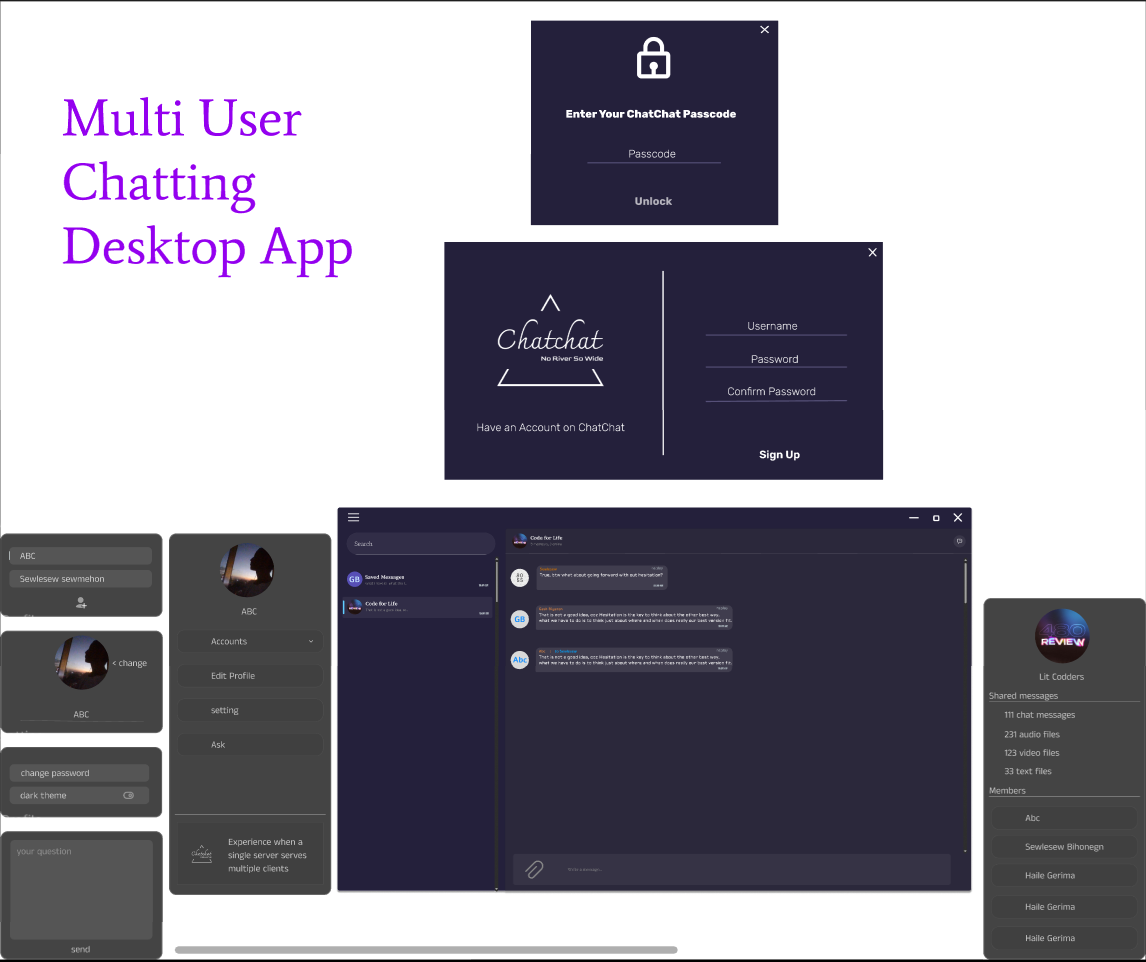 Multi User
Chatting
Desktop App
Enter Your ChatChat Passcode
Passcode
Unlock
Chatchat
No River So Wide
Have an Account on ChatChat
Username
Password
Confirm Password
Sign Up
ABC
Sewlesew sewmehon
< change
ABC
change password
dark theme
your question
send
ABC
Accounts
Edit Profile
setting
Ask
Chatchat
Experience when a
single server serves
multiple clients
Search
GB
Saved Messages
Code for Life
Code for Life
True, btw what about going forward with out hesitation?
GB
That is not a good idea, coz Hesitation is the key to think about the other best way,
what we have to do is to think just about where and when does really our best version fit.
Abc
That is not a good idea, coz Hesitation is the key to think about the other best way,
what we have to do is to think just about where and when does really our best version fit.
REVIEW
Lit Codders
Shared messages
111 chat messages
231 audio files
123 video files
33 text files
Members
Abc
Sewlesew Bihonegn
Haile Gerima
Haile Gerima
Haile Gerima